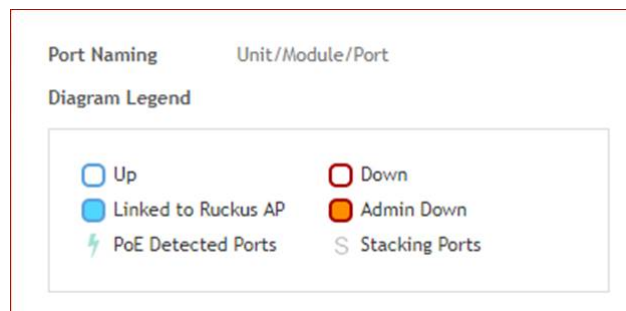 Port Naming Unit/Module/Port
Diagram Legend
Up Down
Linked to Ruckus AP Admin Down
PoE Detected Ports S Stacking Ports